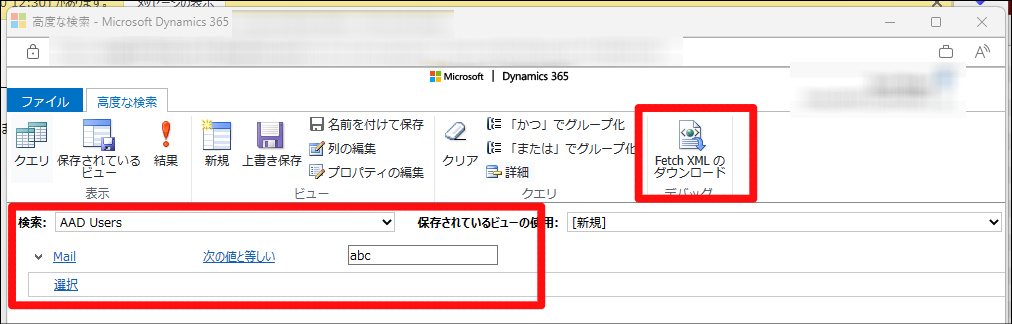 0 12:30) があります。 メッセージの表示
高度な検索 - Microsoft Dynamics 365
Microsoft | Dynamics 365
ファイル 高度な検索
クエリ 保存されているビュー 結果 新規 上書き保存 名前を付けて保存 列の編集 プロパティの編集 クリア 「かつ」でグループ化 「または」でグループ化 詳細 Fetch XML のダウンロード
表示 ビュー クエリ デバッグ
検索: AAD Users 保存されているビューの使用: [新規]
Mail 次の値と等しい abc
選択